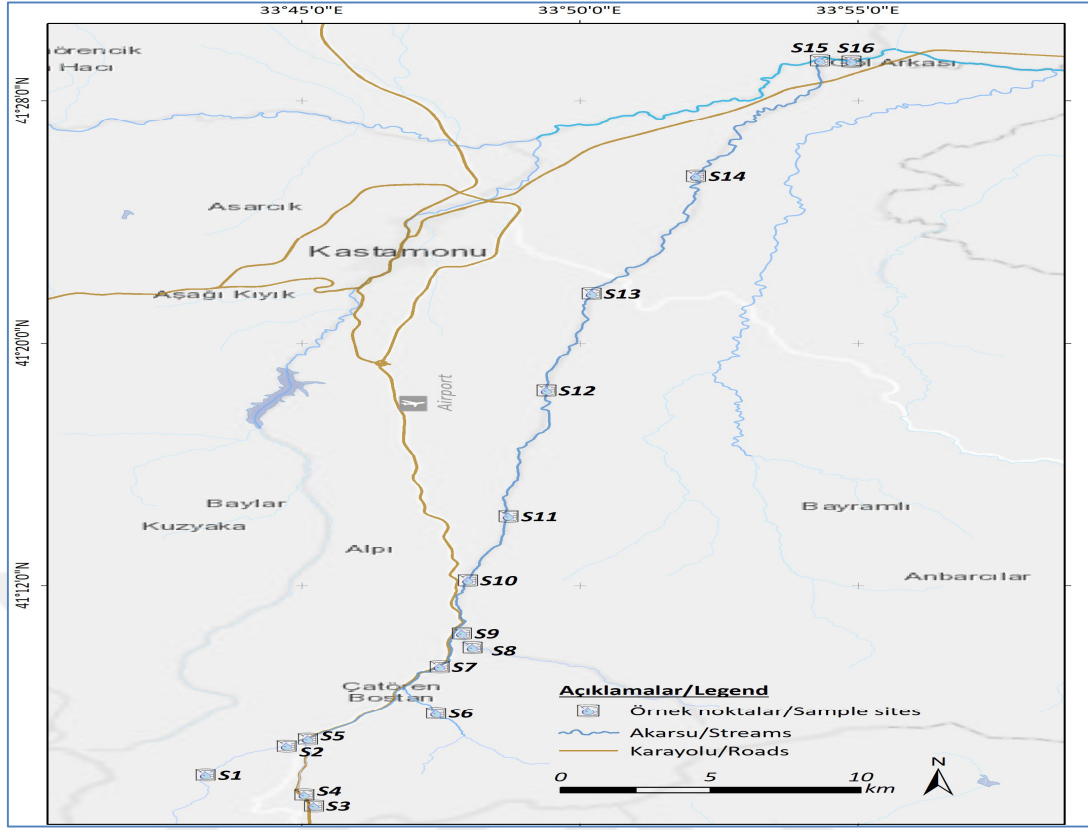 33°45'0"E
33°50'0"E
33°55'0"E
41°28'0"N
41°20'0"N
41°12'0"N
Hacı
S15
S16
Arkası
S14
Asarcık
Kastamonu
Aşağı Kıyık
S13
S12
Airport
Baylar
Kuzyaka
S11
Bayramlı
Alpı
S10
Anbarcılar
S9
S8
S7
Çatören
Bostan
S6
S5
S2
S1
S4
S3
Açıklamalar/Legend
Örnek noktalar/Sample sites
Akarsu/Streams
Karayolu/Roads
0
5
10
km
N